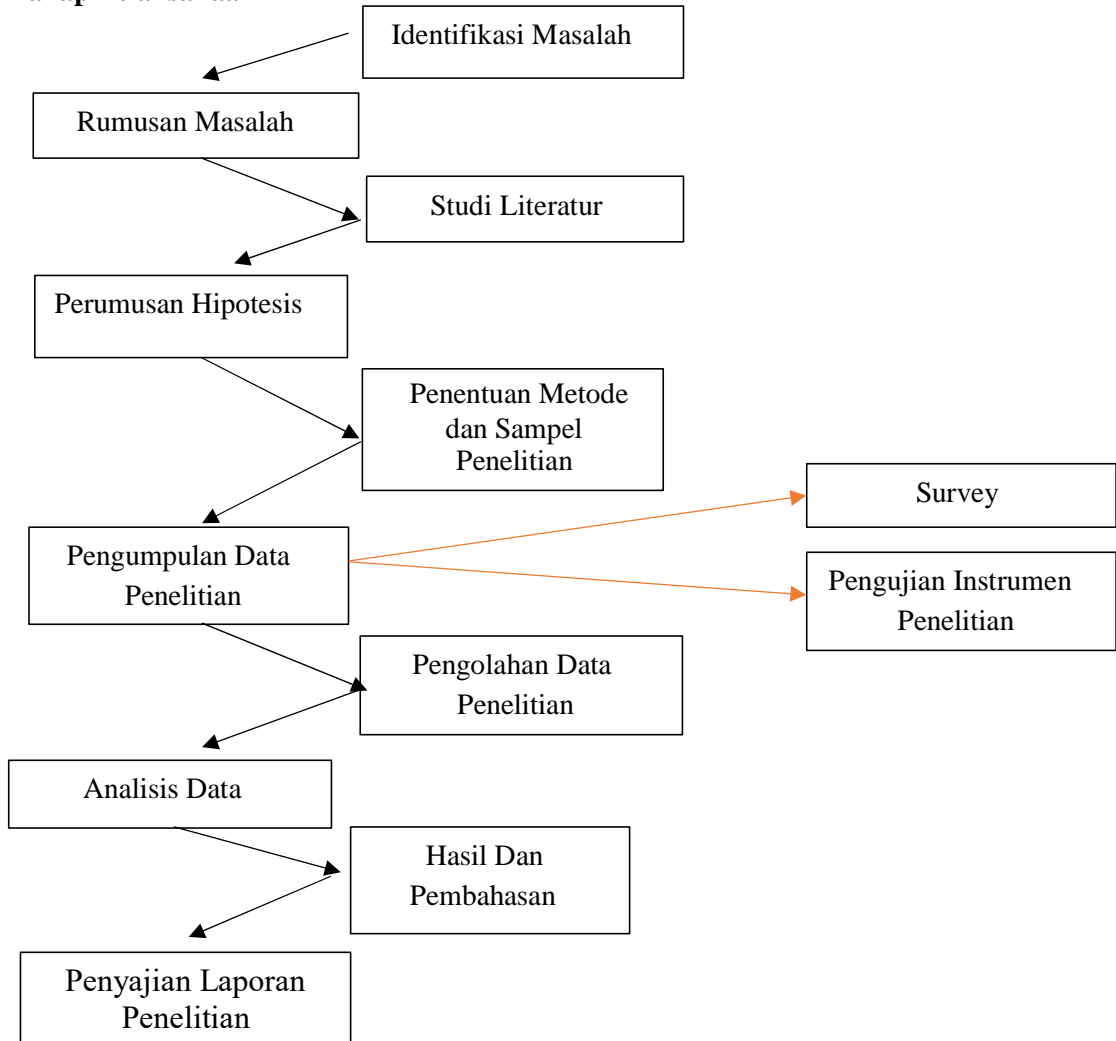 Identifikasi Masalah
Rumusan Masalah
Studi Literatur
Perumusan Hipotesis
Penentuan Metode
dan Sampel
Penelitian
Survey
Pengumpulan Data
Penelitian
Pengujian Instrumen
Penelitian
Pengolahan Data
Penelitian
Analisis Data
Hasil Dan
Pembahasan
Penyajian Laporan
Penelitian